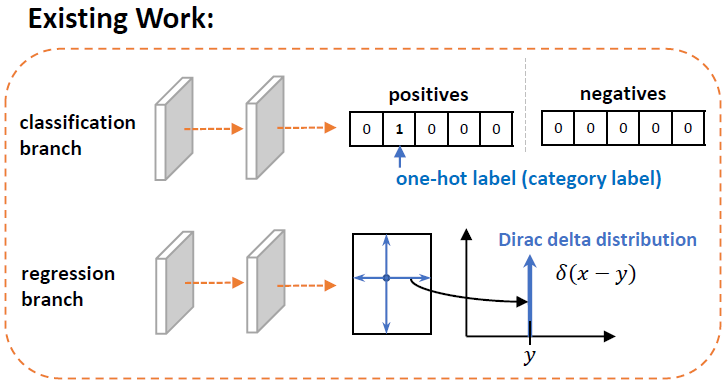 Existing Work:
classification
branch
positives
negatives
0 1 0 0 0
0 0 0 0 0
one-hot label (category label)
regression
branch
Dirac delta distribution
δ(x − y)
y